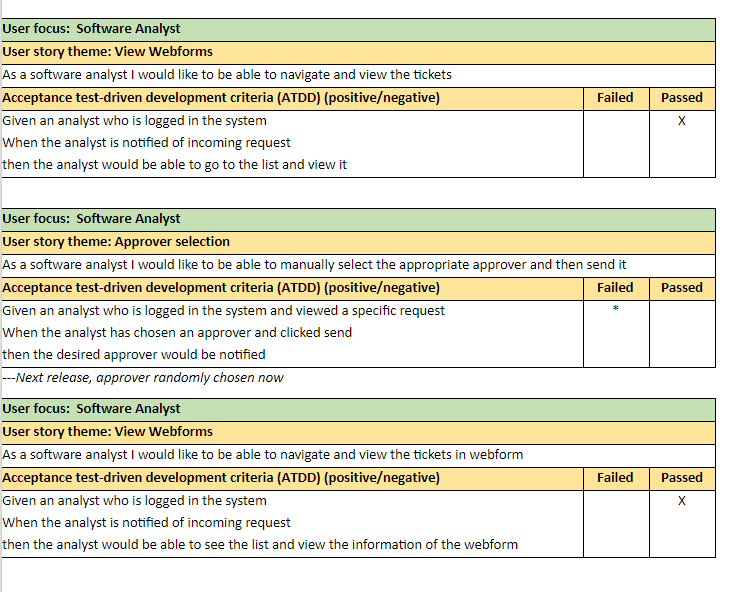 User focus:  Software Analyst
User story theme: View Webforms
As a software analyst I would like to be able to navigate and view the tickets
Acceptance test-driven development criteria (ATDD) (positive/negative) Failed Passed
Given an analyst who is logged in the system X
When the analyst is notified of incoming request
then the analyst would be able to go to the list and view it
User focus:  Software Analyst
User story theme: Approver selection
As a software analyst I would like to be able to manually select the appropriate approver and then send it
Acceptance test-driven development criteria (ATDD) (positive/negative) Failed Passed
Given an analyst who is logged in the system and viewed a specific request *
When the analyst has chosen an approver and clicked send
then the desired approver would be notified
---Next release, approver randomly chosen now
User focus:  Software Analyst
User story theme: View Webforms
As a software analyst I would like to be able to navigate and view the tickets in webform
Acceptance test-driven development criteria (ATDD) (positive/negative) Failed Passed
Given an analyst who is logged in the system X
When the analyst is notified of incoming request
then the analyst would be able to see the list and view the information of the webform